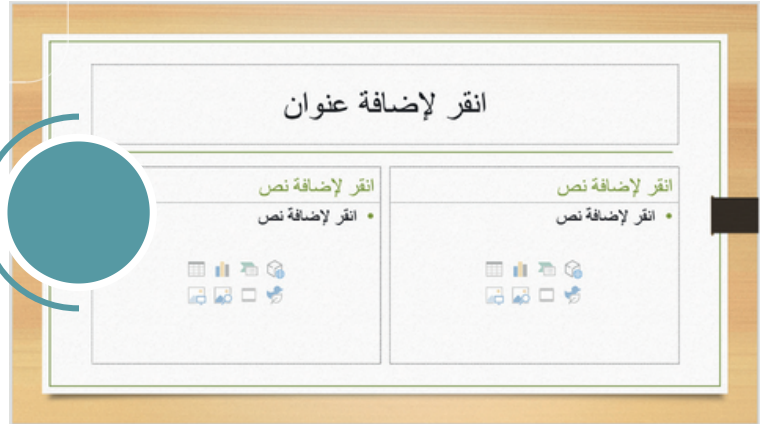 انقر لإضافة عنوان
انقر لإضافة نص
• انقر لإضافة نص
انقر لإضافة نص
• انقر لإضافة نص